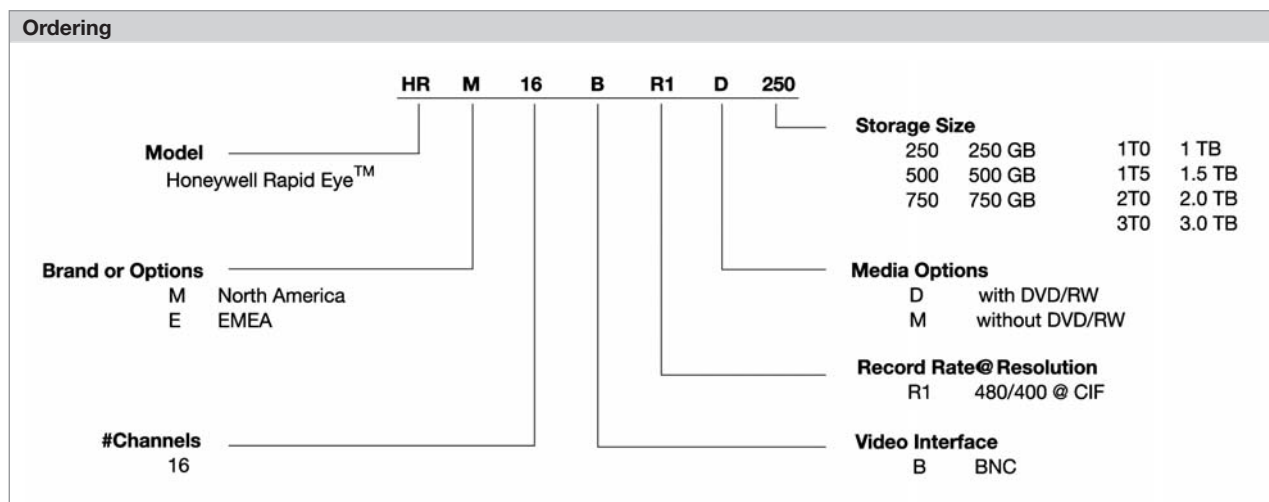 Ordering
HR M 16 B R1 D 250
Model
Honeywell Rapid Eye™
Brand or Options
M North America
E EMEA
#Channels
16
Storage Size
250 250 GB 1T0 1 TB
500 500 GB 1T5 1.5 TB
750 750 GB 2T0 2.0 TB
3T0 3.0 TB
Media Options
D with DVD/RW
M without DVD/RW
Record Rate@Resolution
R1 480/400 @ CIF
Video Interface
B BNC